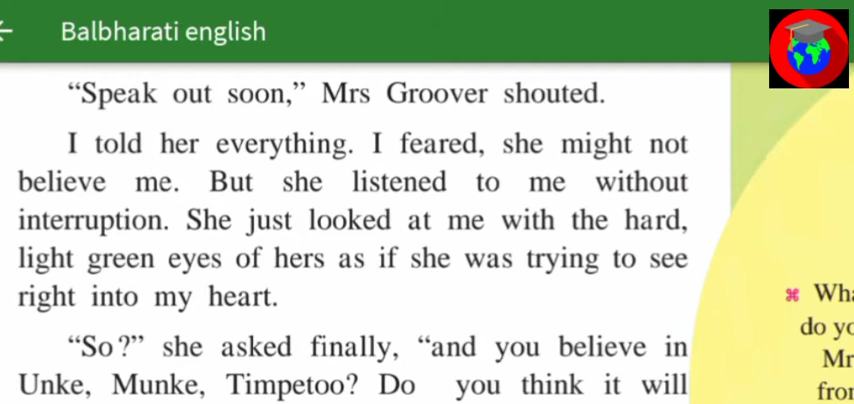 Balbharati english
“Speak out soon,” Mrs Groover shouted.
I told her everything. I feared, she might not
believe me. But she listened to me without
interruption. She just looked at me with the hard,
light green eyes of hers as if she was trying to see
right into my heart.
“So?” she asked finally, “and you believe in
Unke, Munke, Timpetoo? Do you think it will
⌘ Wh
do yo
Mr
from